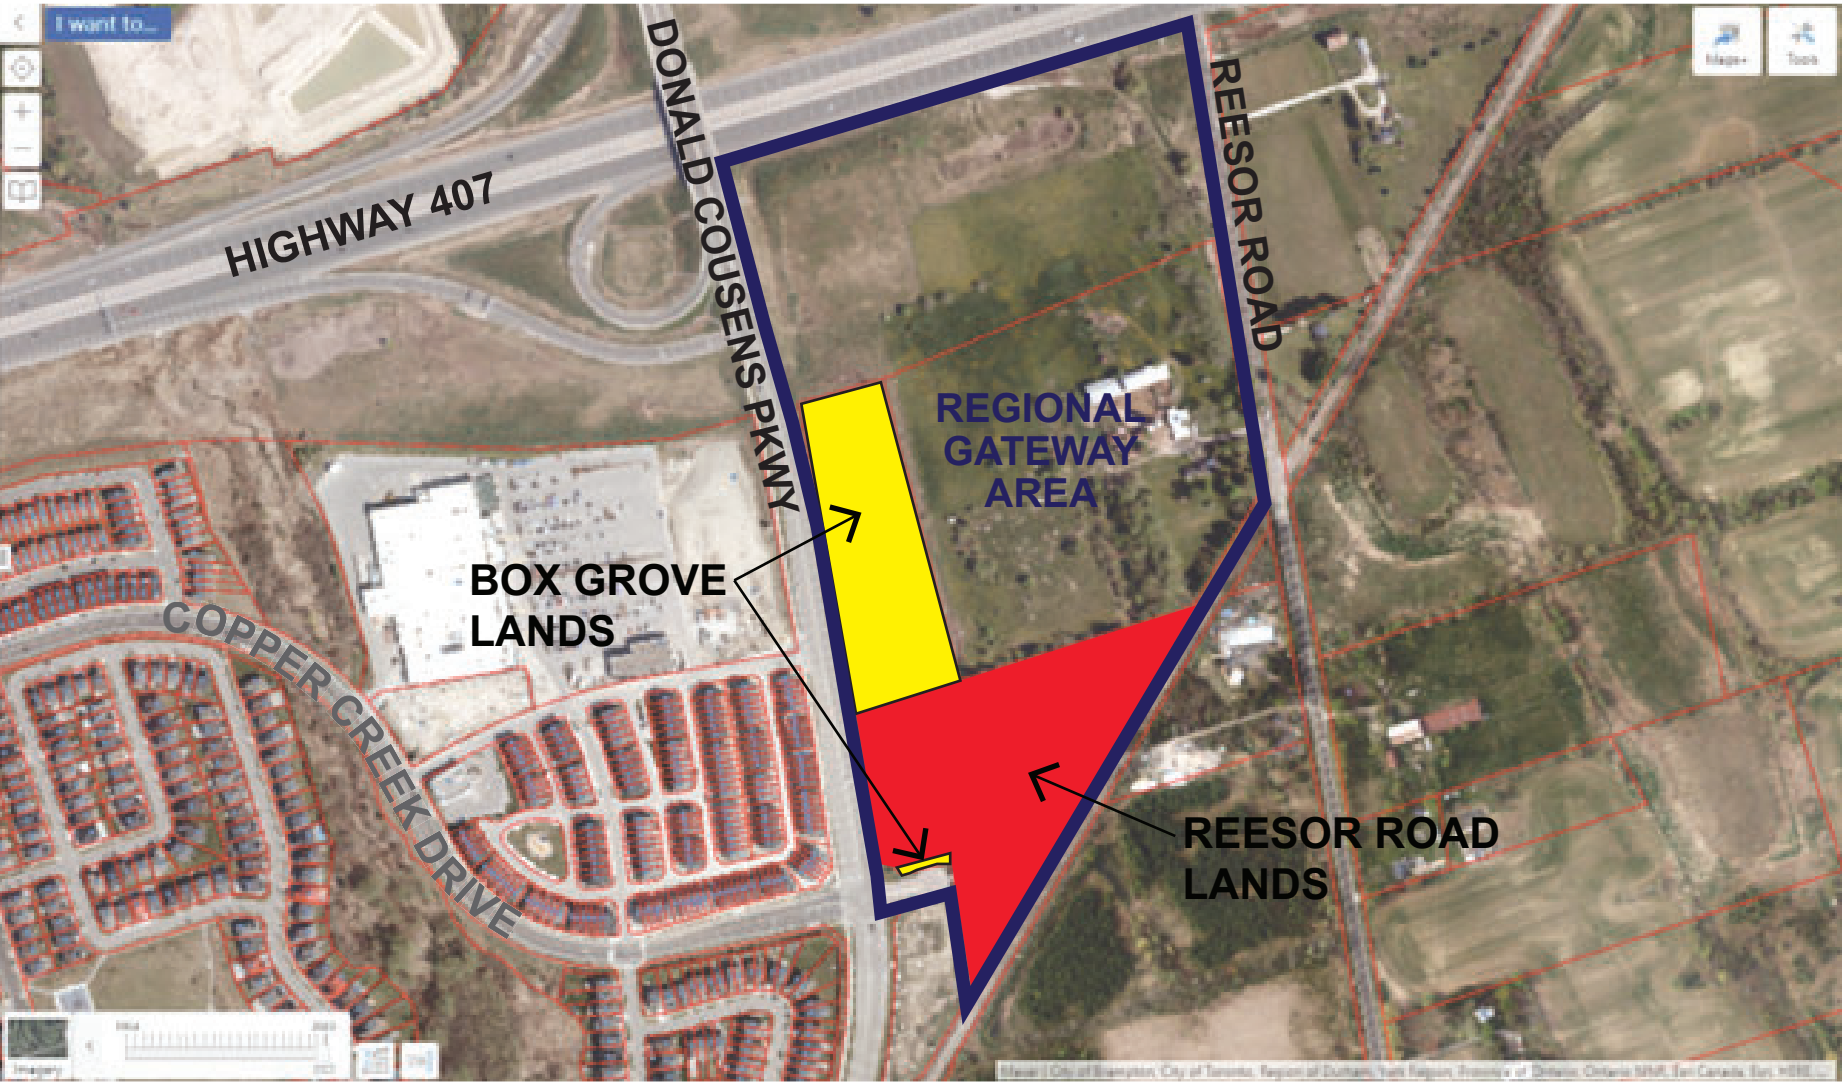 I want to...
Maps+
Tools
DONALD COUSENS PKWY
REESOR ROAD
HIGHWAY 407
REGIONAL
GATEWAY
AREA
BOX GROVE
LANDS
COPPER CREEK DRIVE
REESOR ROAD
LANDS
Imagery